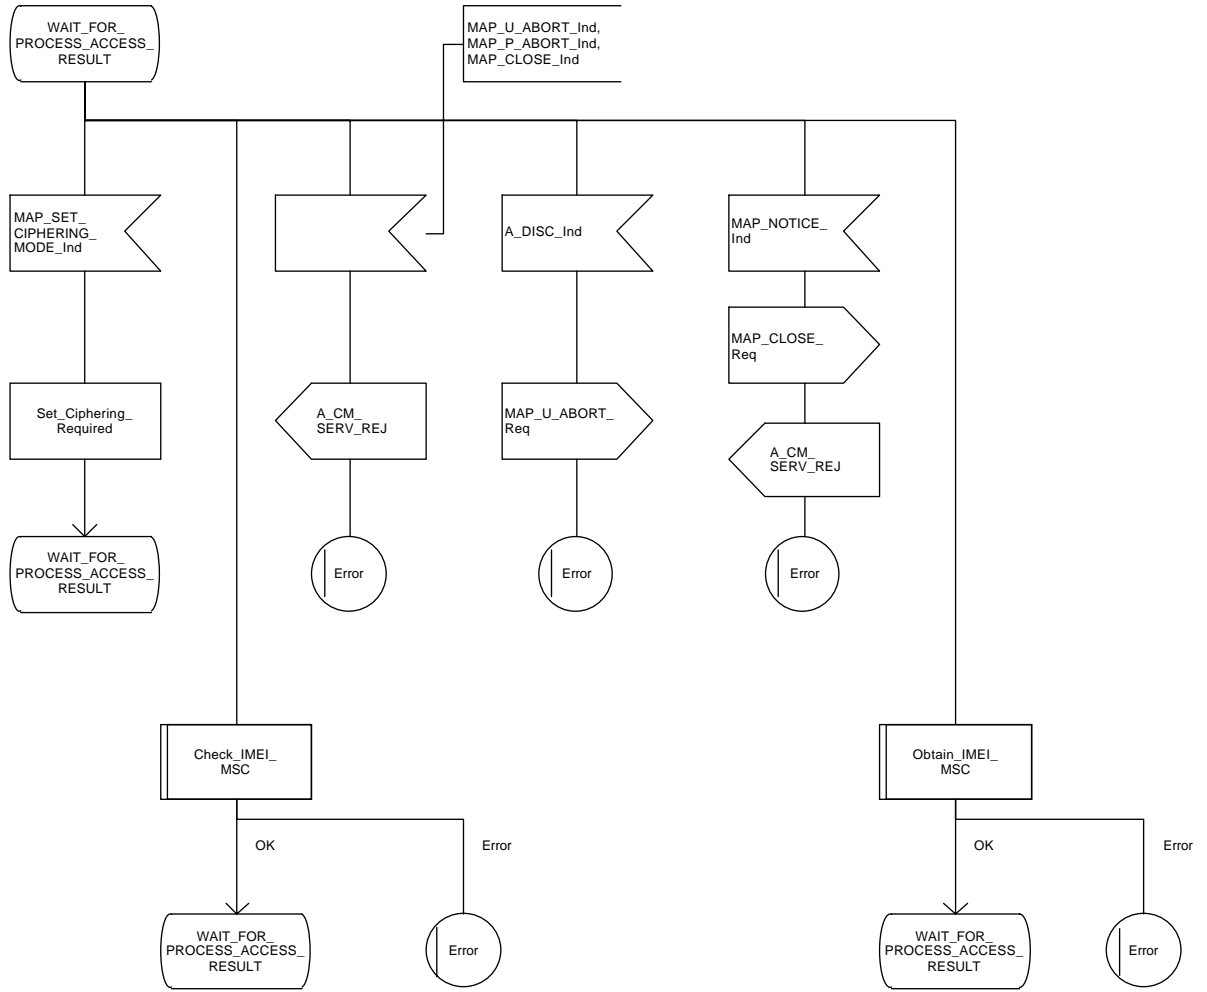 WAIT_FOR_
PROCESS_ACCESS_
RESULT
MAP_U_ABORT_Ind,
MAP_P_ABORT_Ind,
MAP_CLOSE_Ind
MAP_SET_
CIPHERING_
MODE_Ind
A_DISC_Ind
MAP_NOTICE_
Ind
MAP_CLOSE_
Req
Set_Ciphering_
Required
A_CM_
SERV_REJ
MAP_U_ABORT_
Req
A_CM_
SERV_REJ
WAIT_FOR_
PROCESS_ACCESS_
RESULT
Error
Error
Error
Check_IMEI_
MSC
Obtain_IMEI_
MSC
OK
Error
OK
Error
WAIT_FOR_
PROCESS_ACCESS_
RESULT
Error
WAIT_FOR_
PROCESS_ACCESS_
RESULT
Error